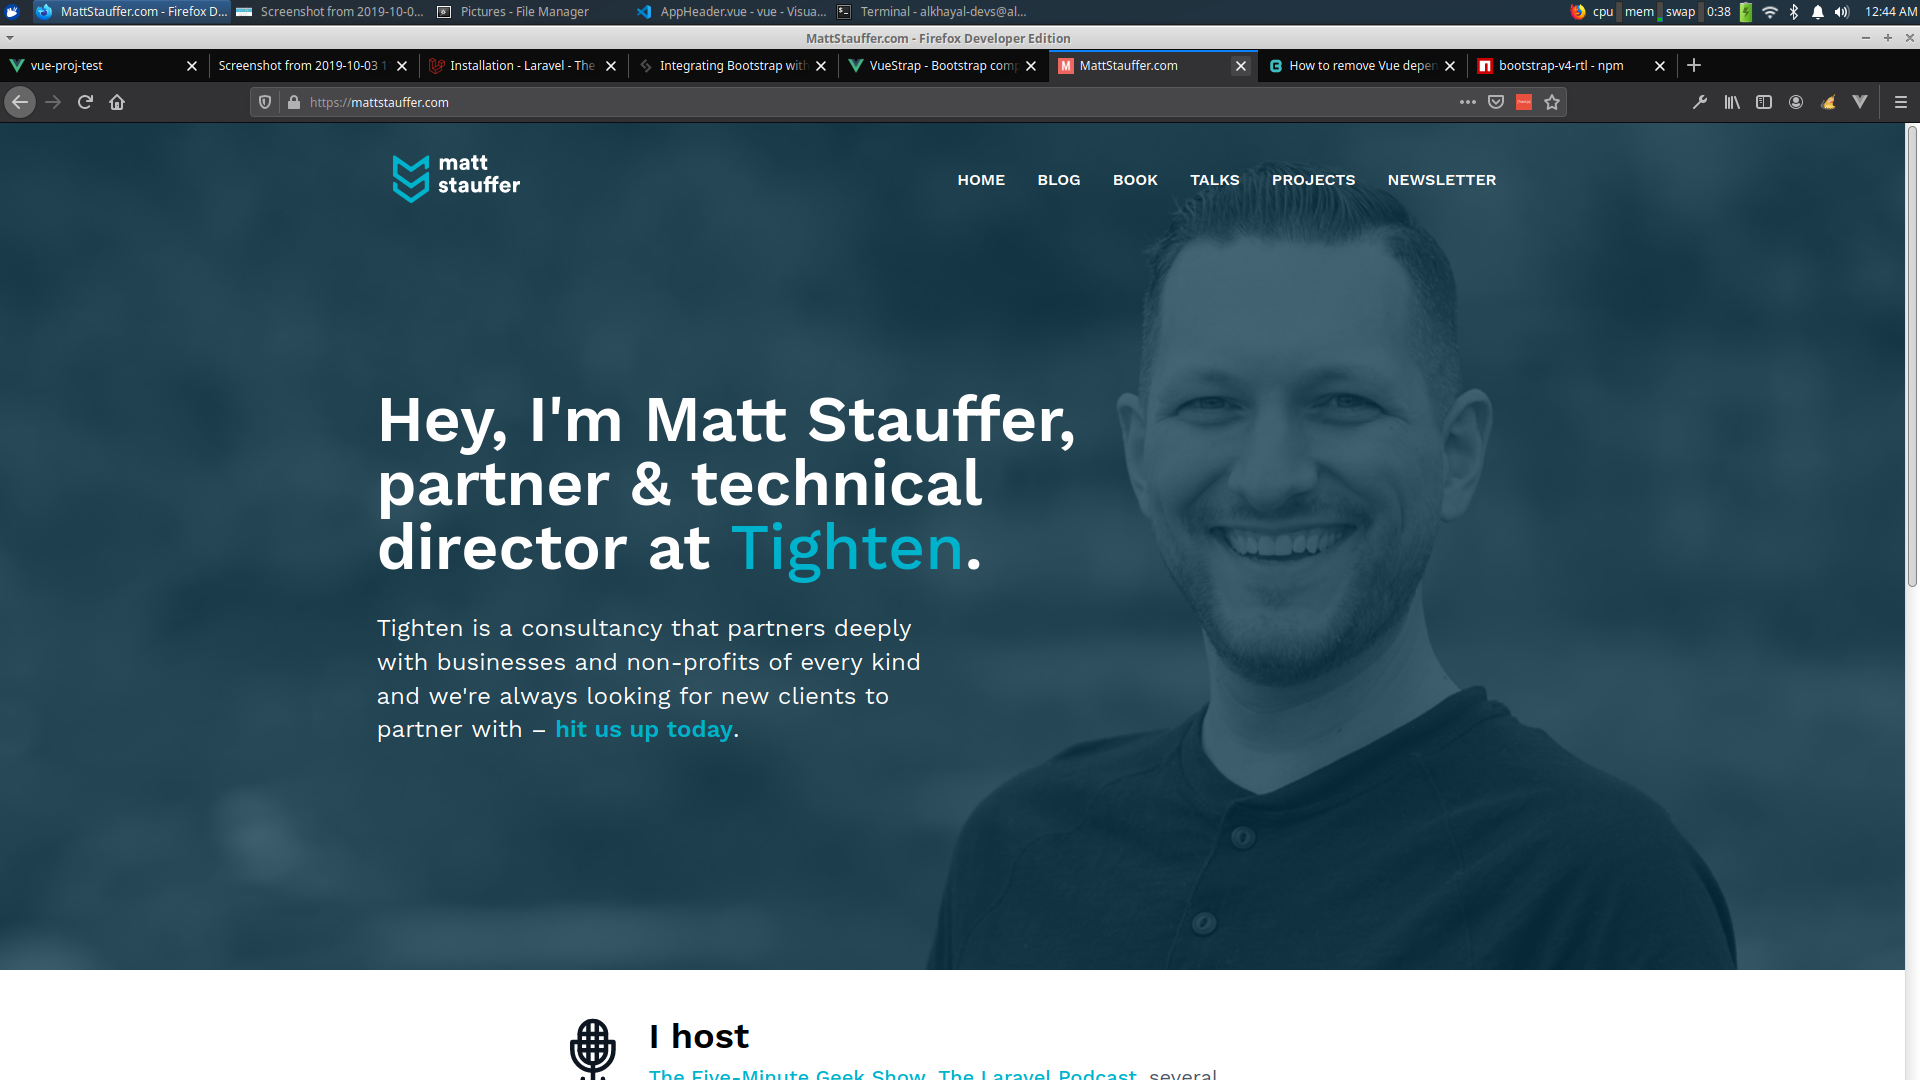 MattStauffer.com - Firefox D...
Screenshot from 2019-10-0...
Pictures - File Manager
AppHeader.vue - vue - Visua...
Terminal - alkhayal-devs@al...
cpu mem swap 0:38 12:44 AM
MattStauffer.com - Firefox Developer Edition
vue-proj-test
Screenshot from 2019-10-03 1
Installation - Laravel - The
Integrating Bootstrap with
VueStrap - Bootstrap comp
MattStauffer.com
How to remove Vue depen
bootstrap-v4-rtl - npm
https://mattstauffer.com
matt
stauffer
HOME BLOG BOOK TALKS PROJECTS NEWSLETTER
Hey, I'm Matt Stauffer,
partner & technical
director at Tighten.
Tighten is a consultancy that partners deeply
with businesses and non-profits of every kind
and we're always looking for new clients to
partner with – hit us up today.
I host
The Five-Minute Geek Show, The Laravel Podcast, several